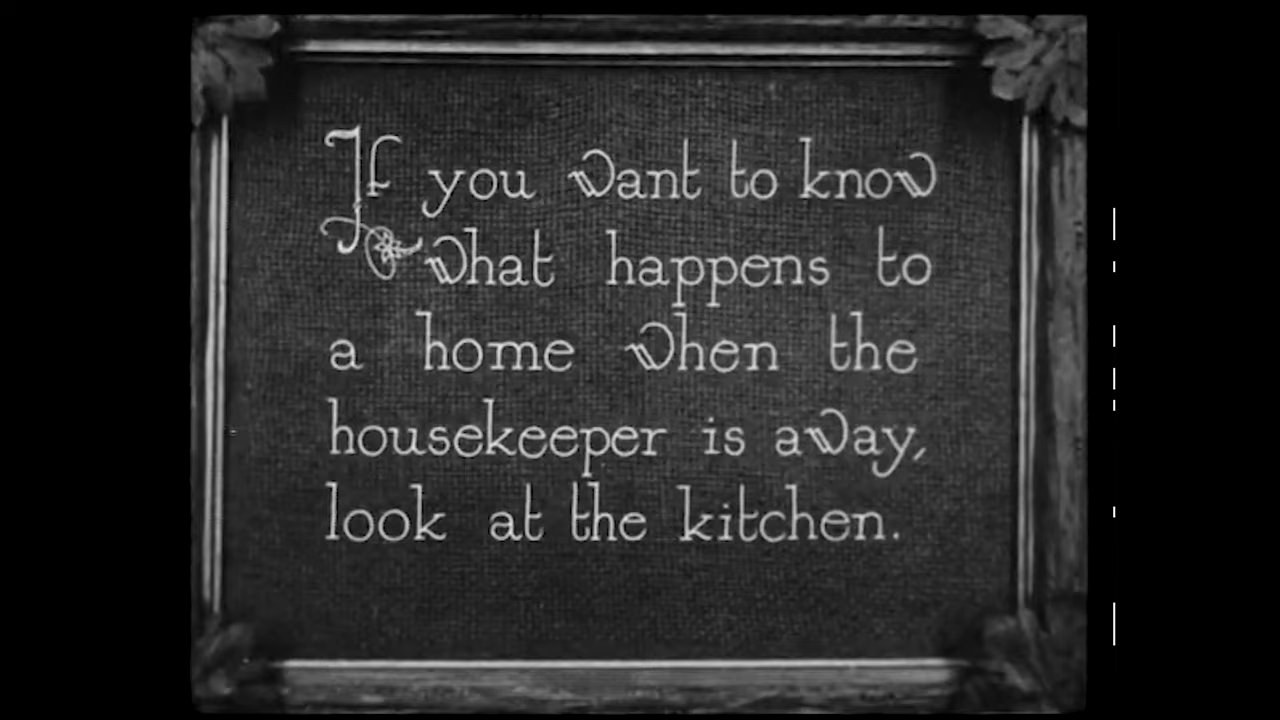 If you want to know
what happens to
a home when the
housekeeper is away,
look at the kitchen.